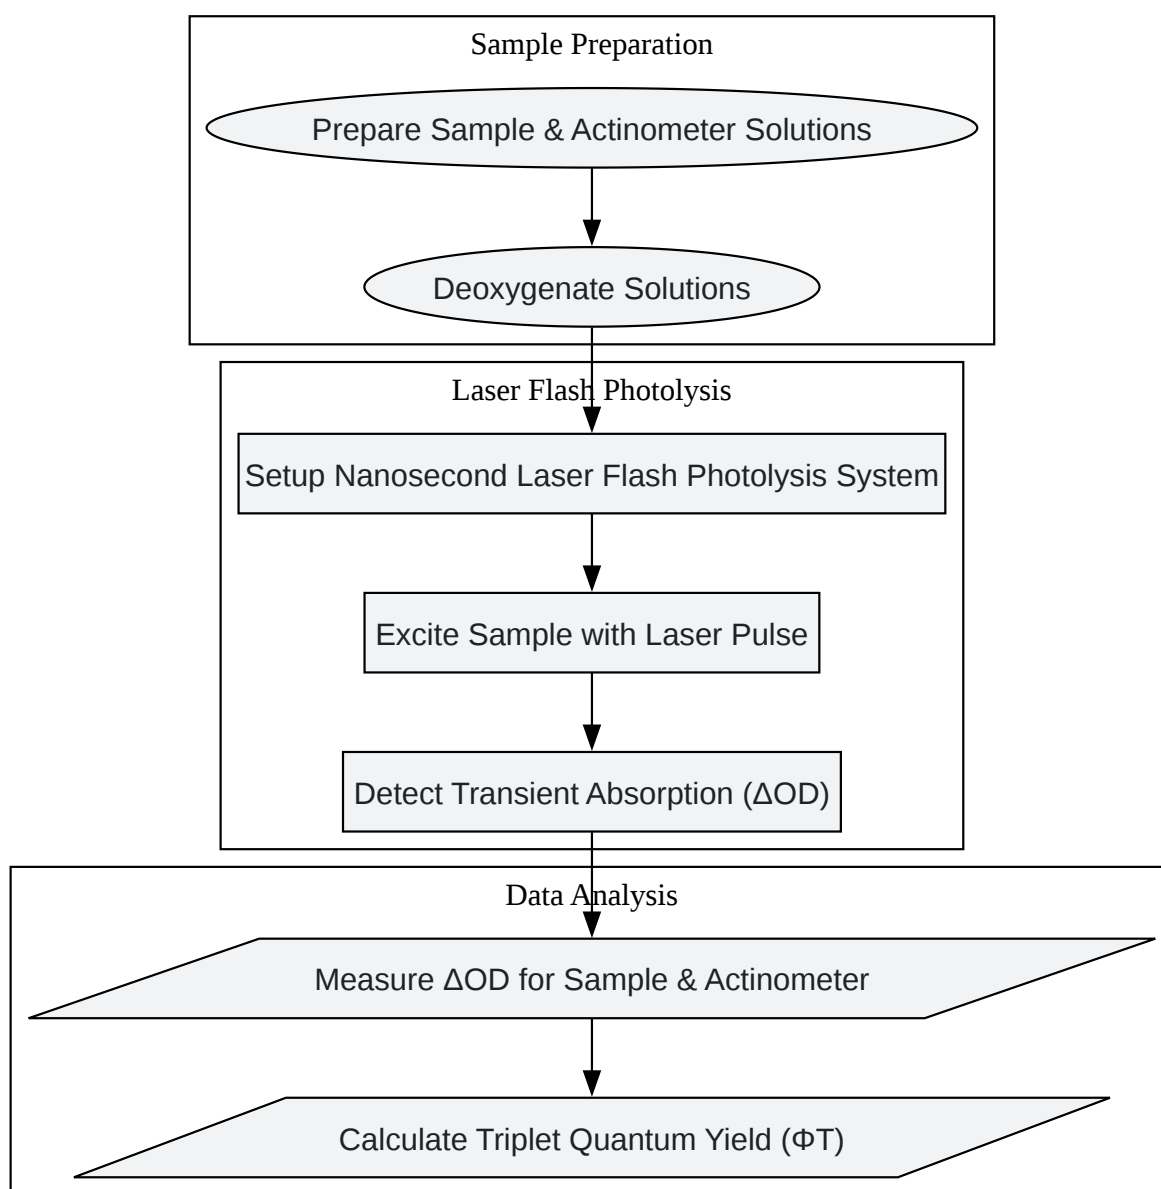 Sample Preparation
Prepare Sample & Actinometer Solutions
Deoxygenate Solutions
Laser Flash Photolysis
Setup Nanosecond Laser Flash Photolysis System
Excite Sample with Laser Pulse
Detect Transient Absorption (ΔOD)
Data Analysis
Measure ΔOD for Sample & Actinometer
Calculate Triplet Quantum Yield (ΦT)